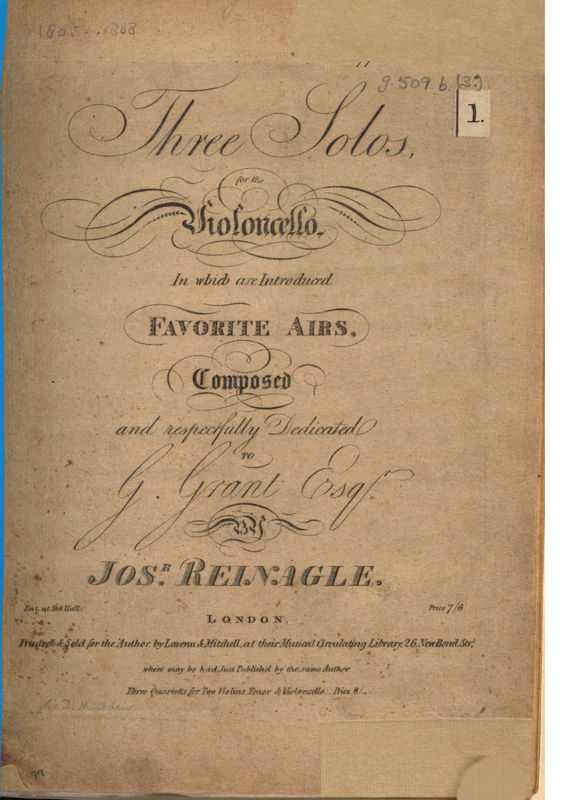 1805-1808
g.509.b.(3.)
1.
Three Solos,
for the
Violoncello,
In which are Introduced
FAVORITE AIRS,
Composed
and respectfully Dedicated
TO
G. Grant Esqr.
BY
JOSH. REINAGLE.
Ent. at Sta. Hall. Price 7/6
LONDON,
Printed & Sold for the Author, by Lavenu & Mitchell, at their Musical Circulating Library, 26, New Bond Str.
where may be had Just Published by the same Author
Three Quartetts for Two Violins, Tenor & Violoncello Price 8/-